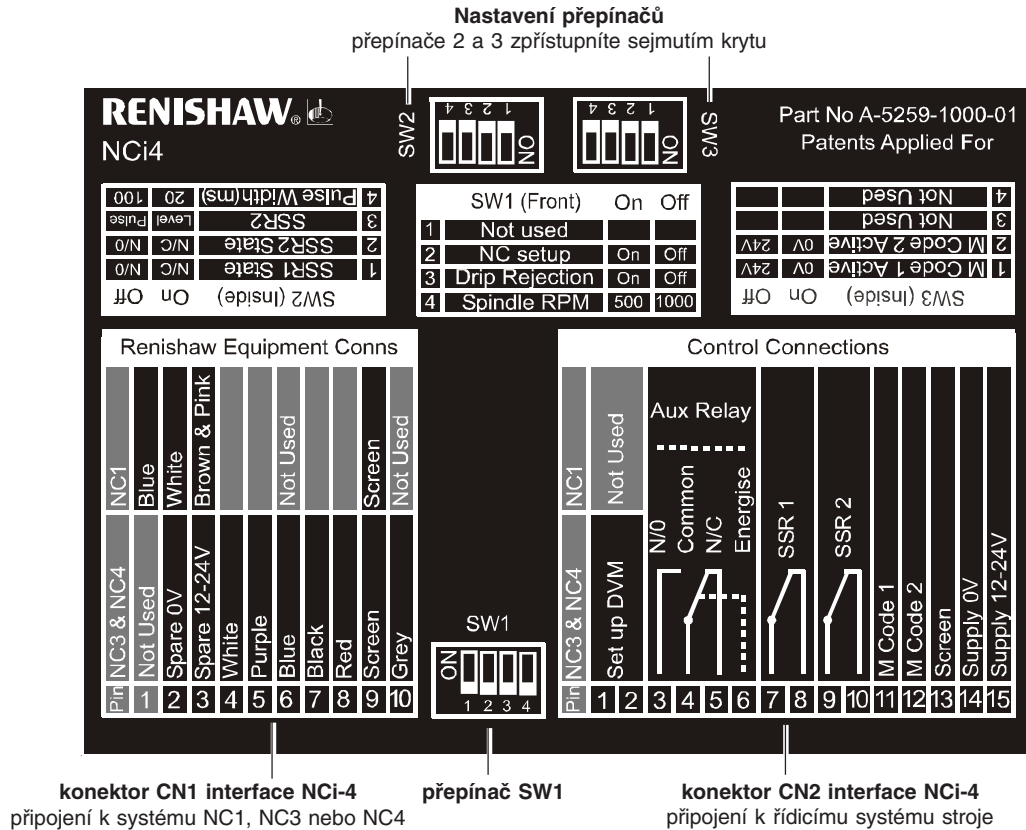 Nastavení přepínačů
přepínače 2 a 3 zpřístupníte sejmutím krytu
RENISHAW®
NCi4
SW2
4 3 2 1
ON
4 3 2 1
ON
SW3
Part No A-5259-1000-01
Patents Applied For
SW2 (Inside) On Off
1 SSR1 State N/C N/0
2 SSR2 State N/C N/0
3 SSR2 Level Pulse
4 Pulse Width(ms) 20 100
SW1 (Front) On Off
1 Not used
2 NC setup On Off
3 Drip Rejection On Off
4 Spindle RPM 500 1000
SW3 (Inside) On Off
1 M Code 1 Active 0V 24V
2 M Code 2 Active 0V 24V
3 Not Used
4 Not Used
Renishaw Equipment Conns
Pin NC3 & NC4 NC1
1 Not Used Blue
2 Spare 0V White
3 Spare 12-24V Brown & Pink
4 White
5 Purple
6 Blue Not Used
7 Black
8 Red
9 Screen Screen
10 Grey Not Used
SW1
ON
1 2 3 4
Control Connections
Pin NC3 & NC4 NC1
1 2 Set up DVM Not Used
Aux Relay
3 N/0
4 Common
5 N/C
6 Energise
7 8 SSR 1
9 10 SSR 2
11 M Code 1
12 M Code 2
13 Screen
14 Supply 0V
15 Supply 12-24V
konektor CN1 interface NCi-4
připojení k systému NC1, NC3 nebo NC4
přepínač SW1
konektor CN2 interface NCi-4
připojení k řídicímu systému stroje